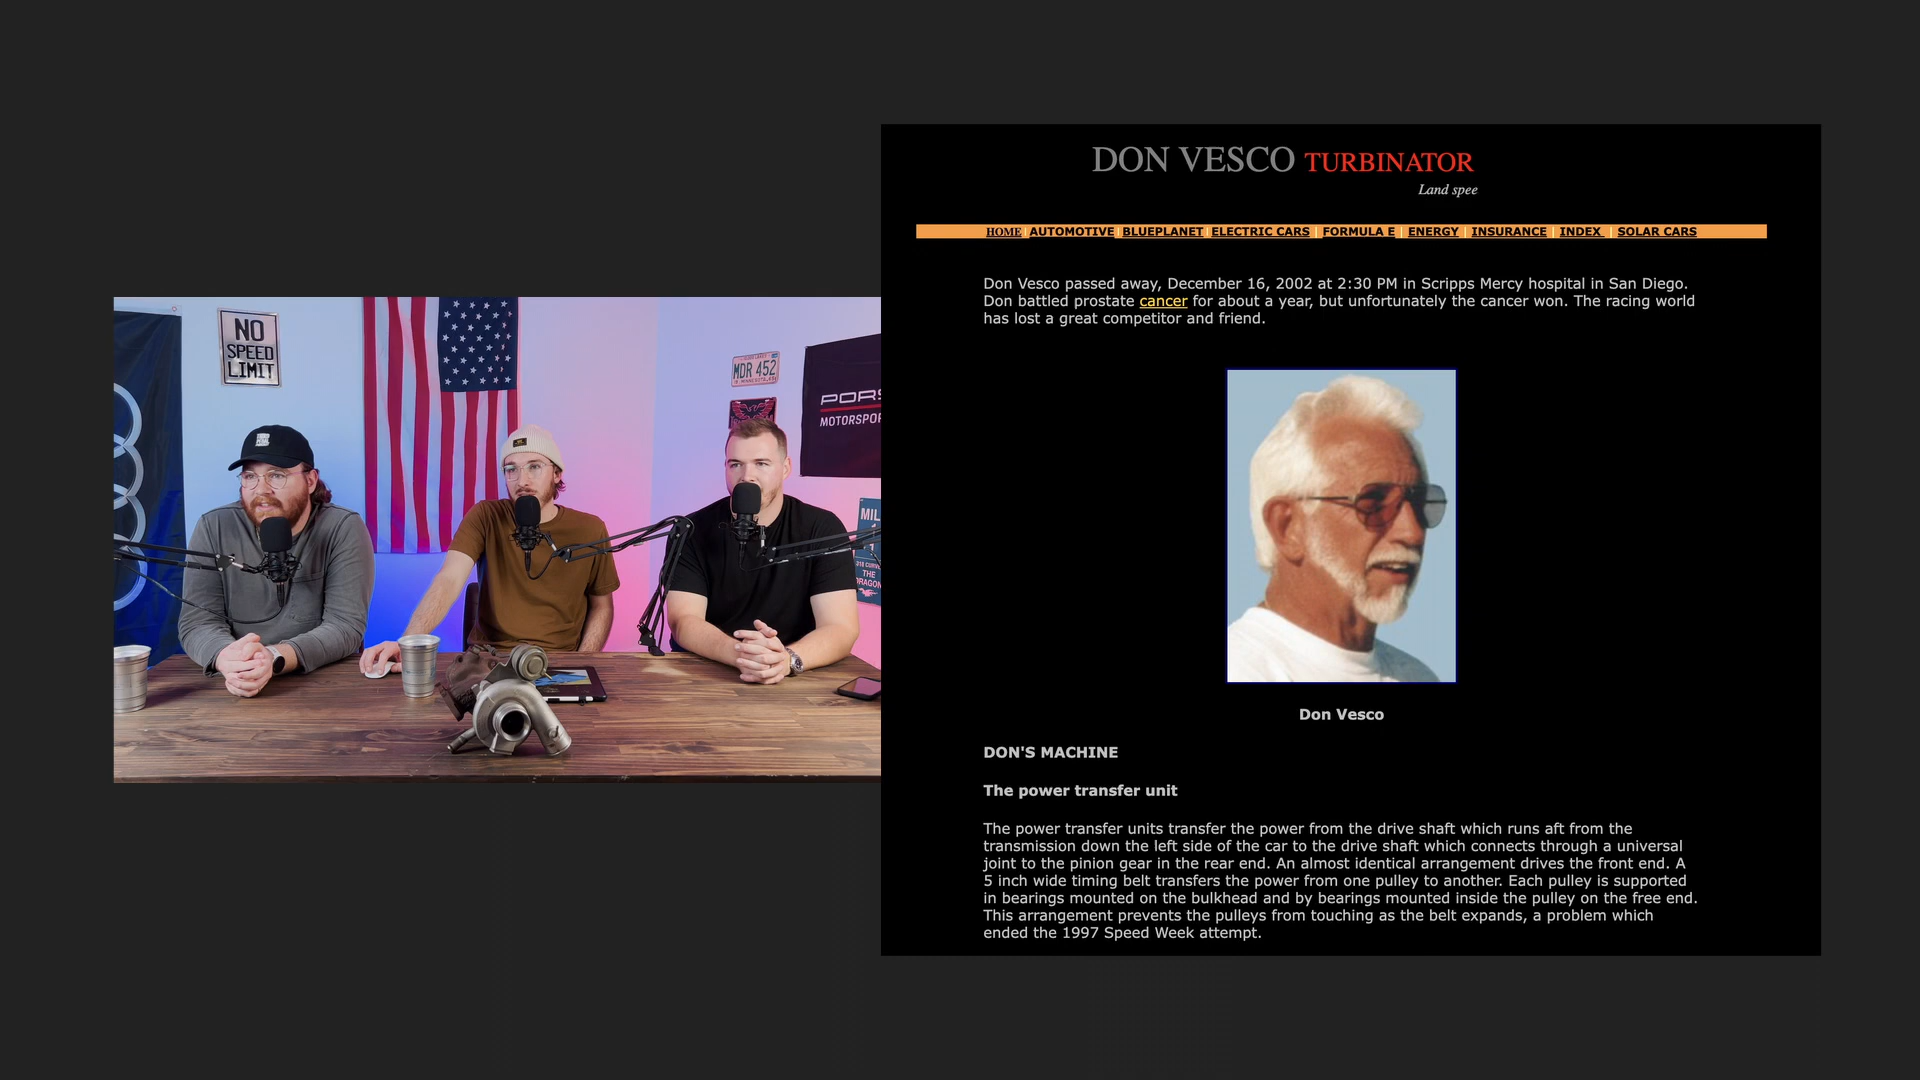 NO
SPEED
LIMIT
MDR 452
MOTORSPOR
THE
DRAGON
DON VESCO TURBINATOR
Land spee
HOME | AUTOMOTIVE | BLUEPLANET | ELECTRIC CARS | FORMULA E | ENERGY | INSURANCE | INDEX | SOLAR CARS
Don Vesco passed away, December 16, 2002 at 2:30 PM in Scripps Mercy hospital in San Diego.
Don battled prostate cancer for about a year, but unfortunately the cancer won. The racing world
has lost a great competitor and friend.
Don Vesco
DON'S MACHINE
The power transfer unit
The power transfer units transfer the power from the drive shaft which runs aft from the
transmission down the left side of the car to the drive shaft which connects through a universal
joint to the pinion gear in the rear end. An almost identical arrangement drives the front end. A
5 inch wide timing belt transfers the power from one pulley to another. Each pulley is supported
in bearings mounted on the bulkhead and by bearings mounted inside the pulley on the free end.
This arrangement prevents the pulleys from touching as the belt expands, a problem which
ended the 1997 Speed Week attempt.